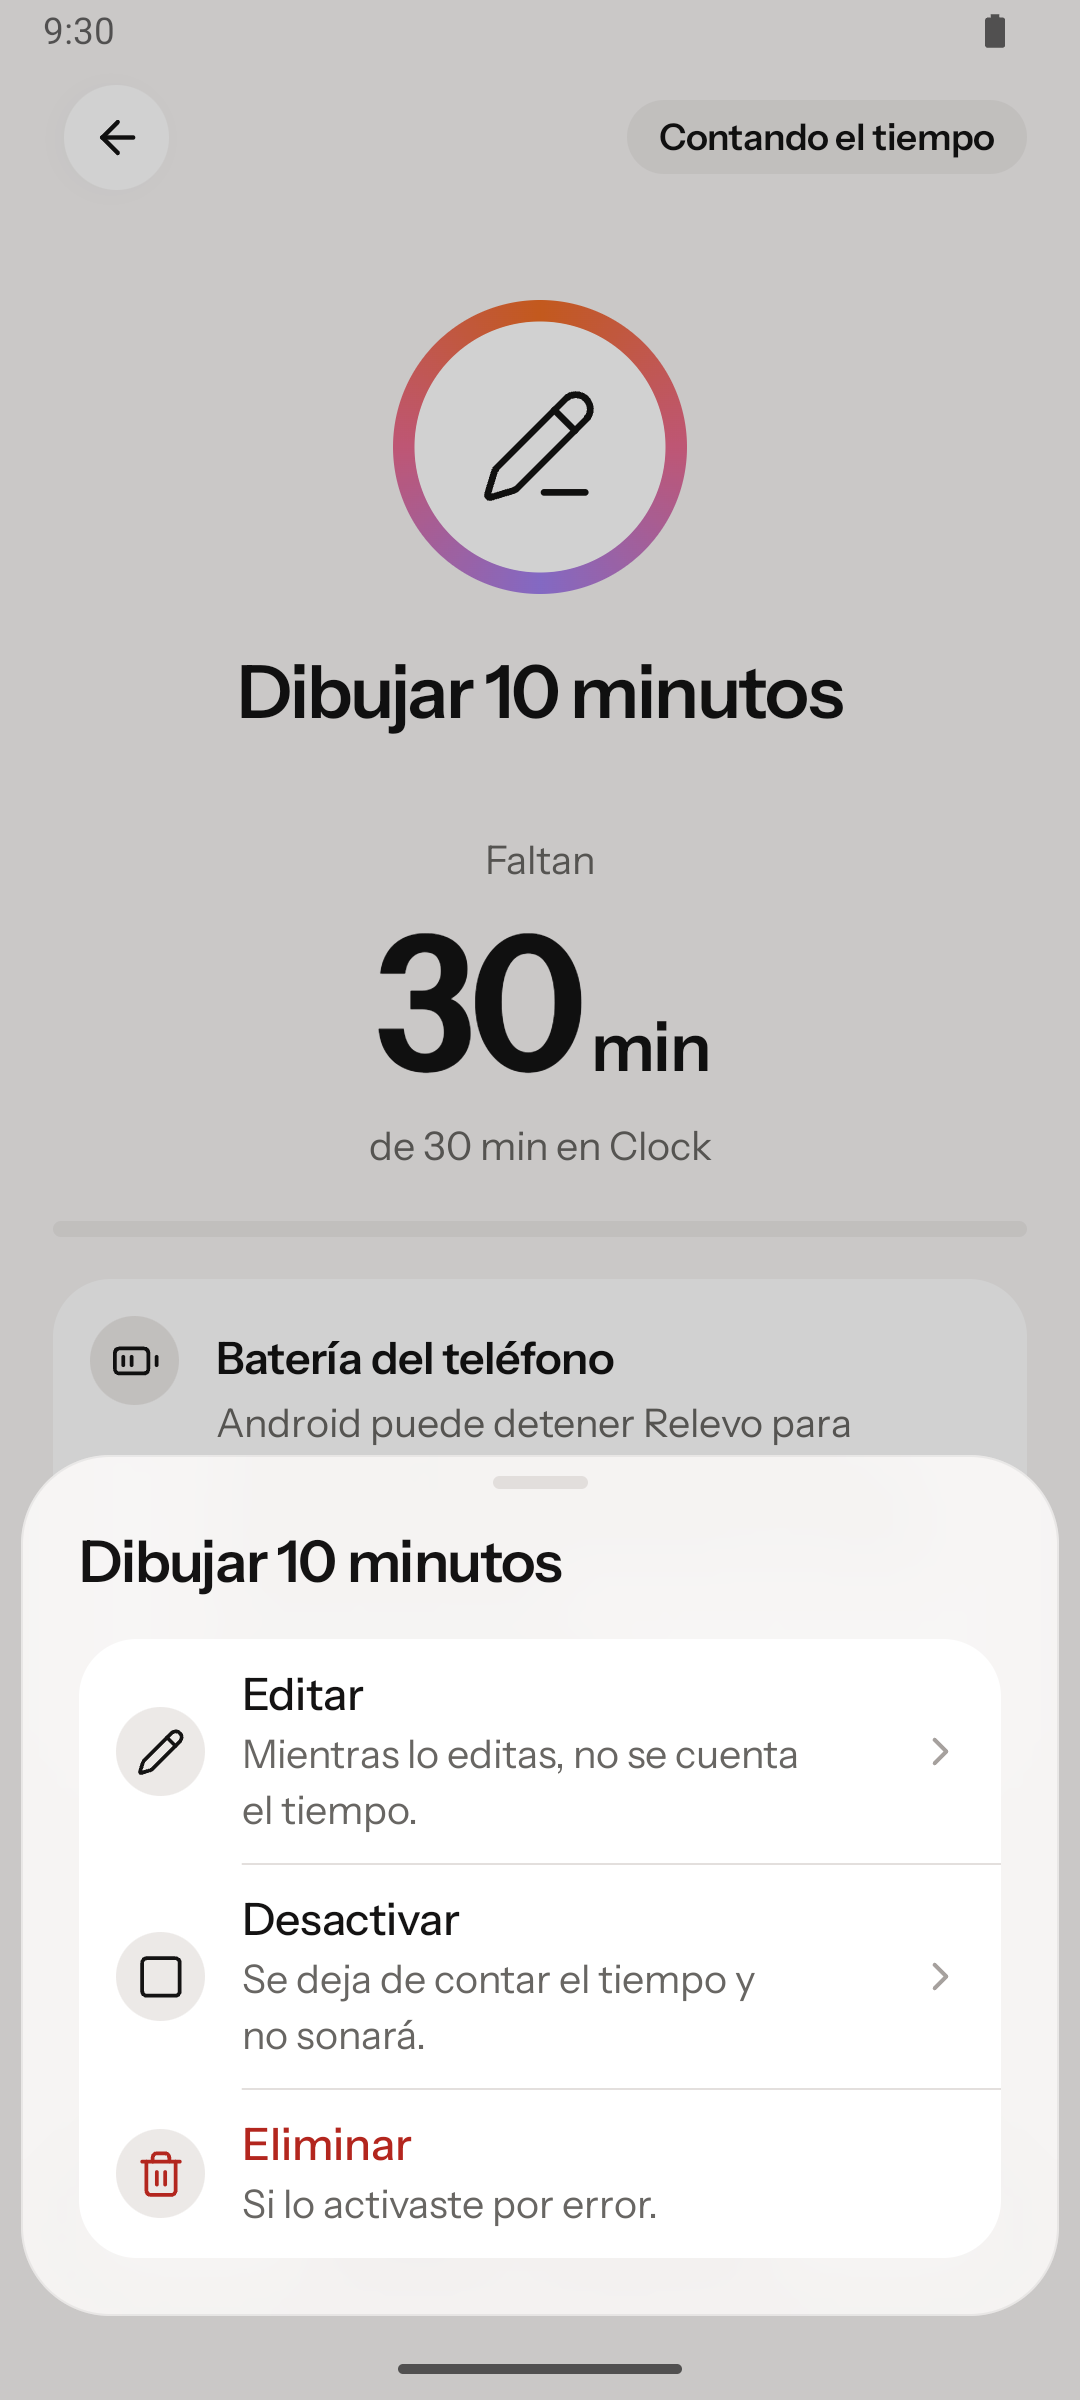 9:30
Contando el tiempo
Dibujar 10 minutos
Faltan
30 min
de 30 min en Clock
Batería del teléfono
Android puede detener Relevo para
Dibujar 10 minutos
Editar
Mientras lo editas, no se cuenta
el tiempo.
Desactivar
Se deja de contar el tiempo y
no sonará.
Eliminar
Si lo activaste por error.